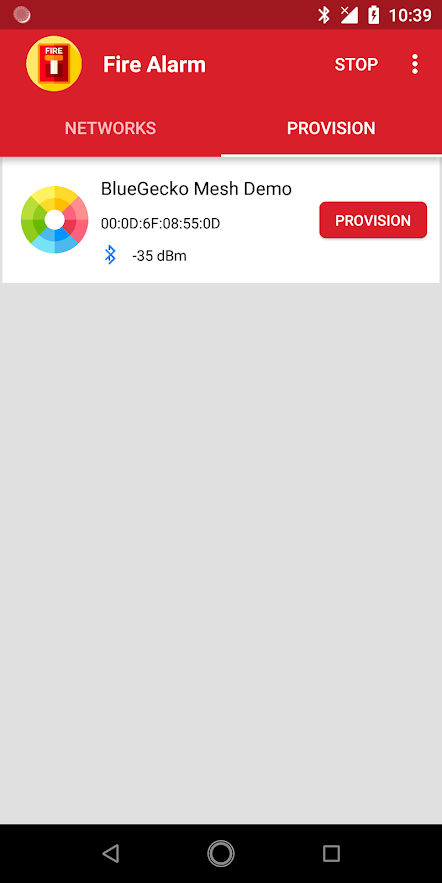 10:39
FIRE
Fire Alarm
STOP
NETWORKS
PROVISION
BlueGecko Mesh Demo
00:0D:6F:08:55:0D
PROVISION
-35 dBm